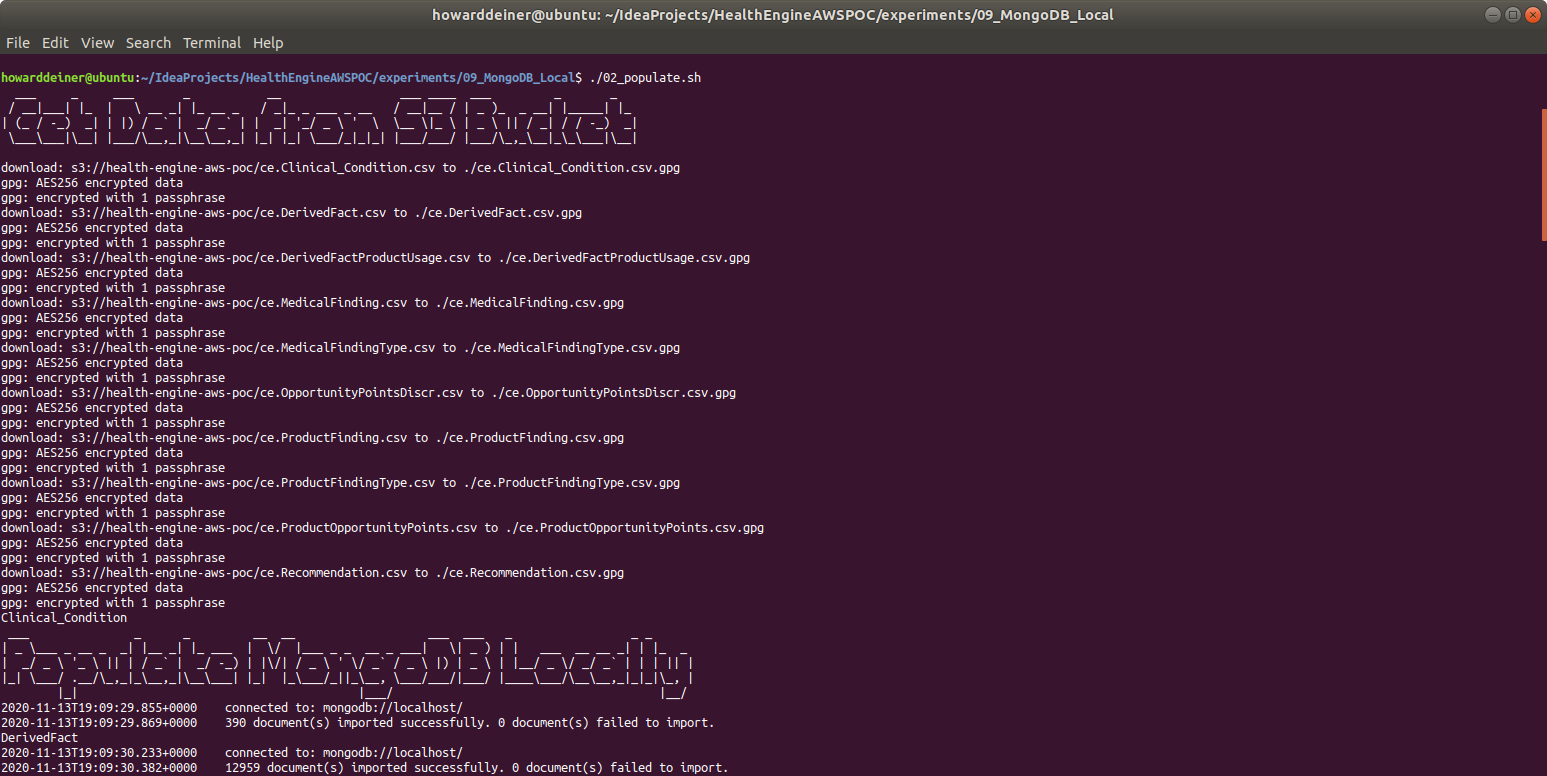 howarddeiner@ubuntu: ~/IdeaProjects/HealthEngineAWSPOC/experiments/09_MongoDB_Local
File Edit View Search Terminal Help
howarddeiner@ubuntu:~/IdeaProjects/HealthEngineAWSPOC/experiments/09_MongoDB_Local$ ./02_populate.sh
Get Data from S3 Bucket
download: s3://health-engine-aws-poc/ce.Clinical_Condition.csv to ./ce.Clinical_Condition.csv.gpg
gpg: AES256 encrypted data
gpg: encrypted with 1 passphrase
download: s3://health-engine-aws-poc/ce.DerivedFact.csv to ./ce.DerivedFact.csv.gpg
gpg: AES256 encrypted data
gpg: encrypted with 1 passphrase
download: s3://health-engine-aws-poc/ce.DerivedFactProductUsage.csv to ./ce.DerivedFactProductUsage.csv.gpg
gpg: AES256 encrypted data
gpg: encrypted with 1 passphrase
download: s3://health-engine-aws-poc/ce.MedicalFinding.csv to ./ce.MedicalFinding.csv.gpg
gpg: AES256 encrypted data
gpg: encrypted with 1 passphrase
download: s3://health-engine-aws-poc/ce.MedicalFindingType.csv to ./ce.MedicalFindingType.csv.gpg
gpg: AES256 encrypted data
gpg: encrypted with 1 passphrase
download: s3://health-engine-aws-poc/ce.OpportunityPointsDiscr.csv to ./ce.OpportunityPointsDiscr.csv.gpg
gpg: AES256 encrypted data
gpg: encrypted with 1 passphrase
download: s3://health-engine-aws-poc/ce.ProductFinding.csv to ./ce.ProductFinding.csv.gpg
gpg: AES256 encrypted data
gpg: encrypted with 1 passphrase
download: s3://health-engine-aws-poc/ce.ProductFindingType.csv to ./ce.ProductFindingType.csv.gpg
gpg: AES256 encrypted data
gpg: encrypted with 1 passphrase
download: s3://health-engine-aws-poc/ce.ProductOpportunityPoints.csv to ./ce.ProductOpportunityPoints.csv.gpg
gpg: AES256 encrypted data
gpg: encrypted with 1 passphrase
download: s3://health-engine-aws-poc/ce.Recommendation.csv to ./ce.Recommendation.csv.gpg
gpg: AES256 encrypted data
gpg: encrypted with 1 passphrase
Clinical_Condition
Populate MongoDB Locally
2020-11-13T19:09:29.855+0000 connected to: mongodb://localhost/
2020-11-13T19:09:29.869+0000 390 document(s) imported successfully. 0 document(s) failed to import.
DerivedFact
2020-11-13T19:09:30.233+0000 connected to: mongodb://localhost/
2020-11-13T19:09:30.382+0000 12959 document(s) imported successfully. 0 document(s) failed to import.